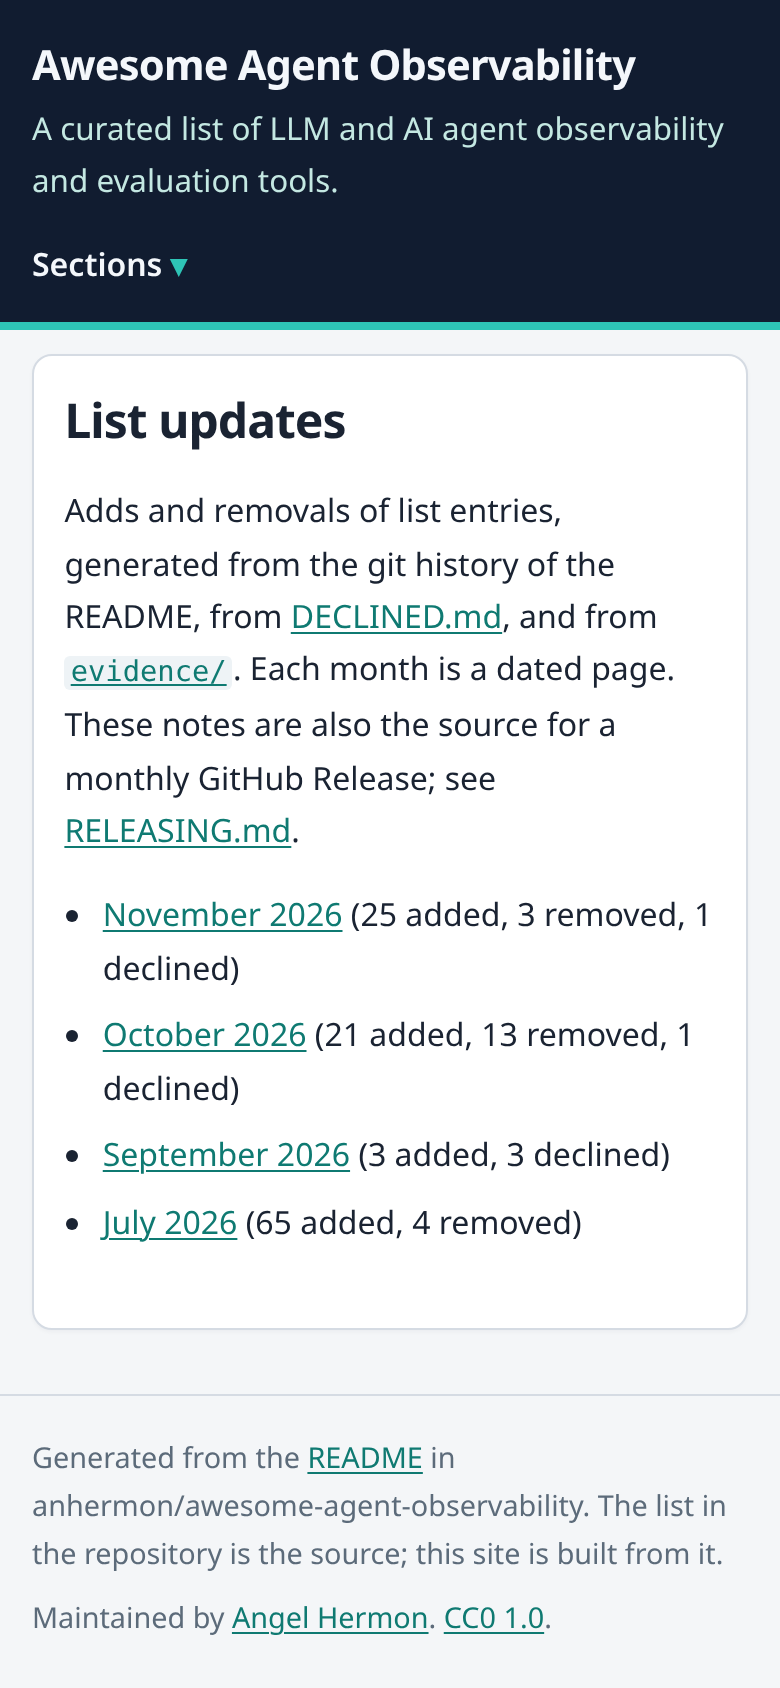 Awesome Agent Observability
A curated list of LLM and AI agent observability
and evaluation tools.
Sections ▼
List updates
Adds and removals of list entries,
generated from the git history of the
README, from DECLINED.md, and from
evidence/. Each month is a dated page.
These notes are also the source for a
monthly GitHub Release; see
RELEASING.md.
• November 2026 (25 added, 3 removed, 1
declined)
• October 2026 (21 added, 13 removed, 1
declined)
• September 2026 (3 added, 3 declined)
• July 2026 (65 added, 4 removed)
Generated from the README in
anhermon/awesome-agent-observability. The list in
the repository is the source; this site is built from it.
Maintained by Angel Hermon. CC0 1.0.